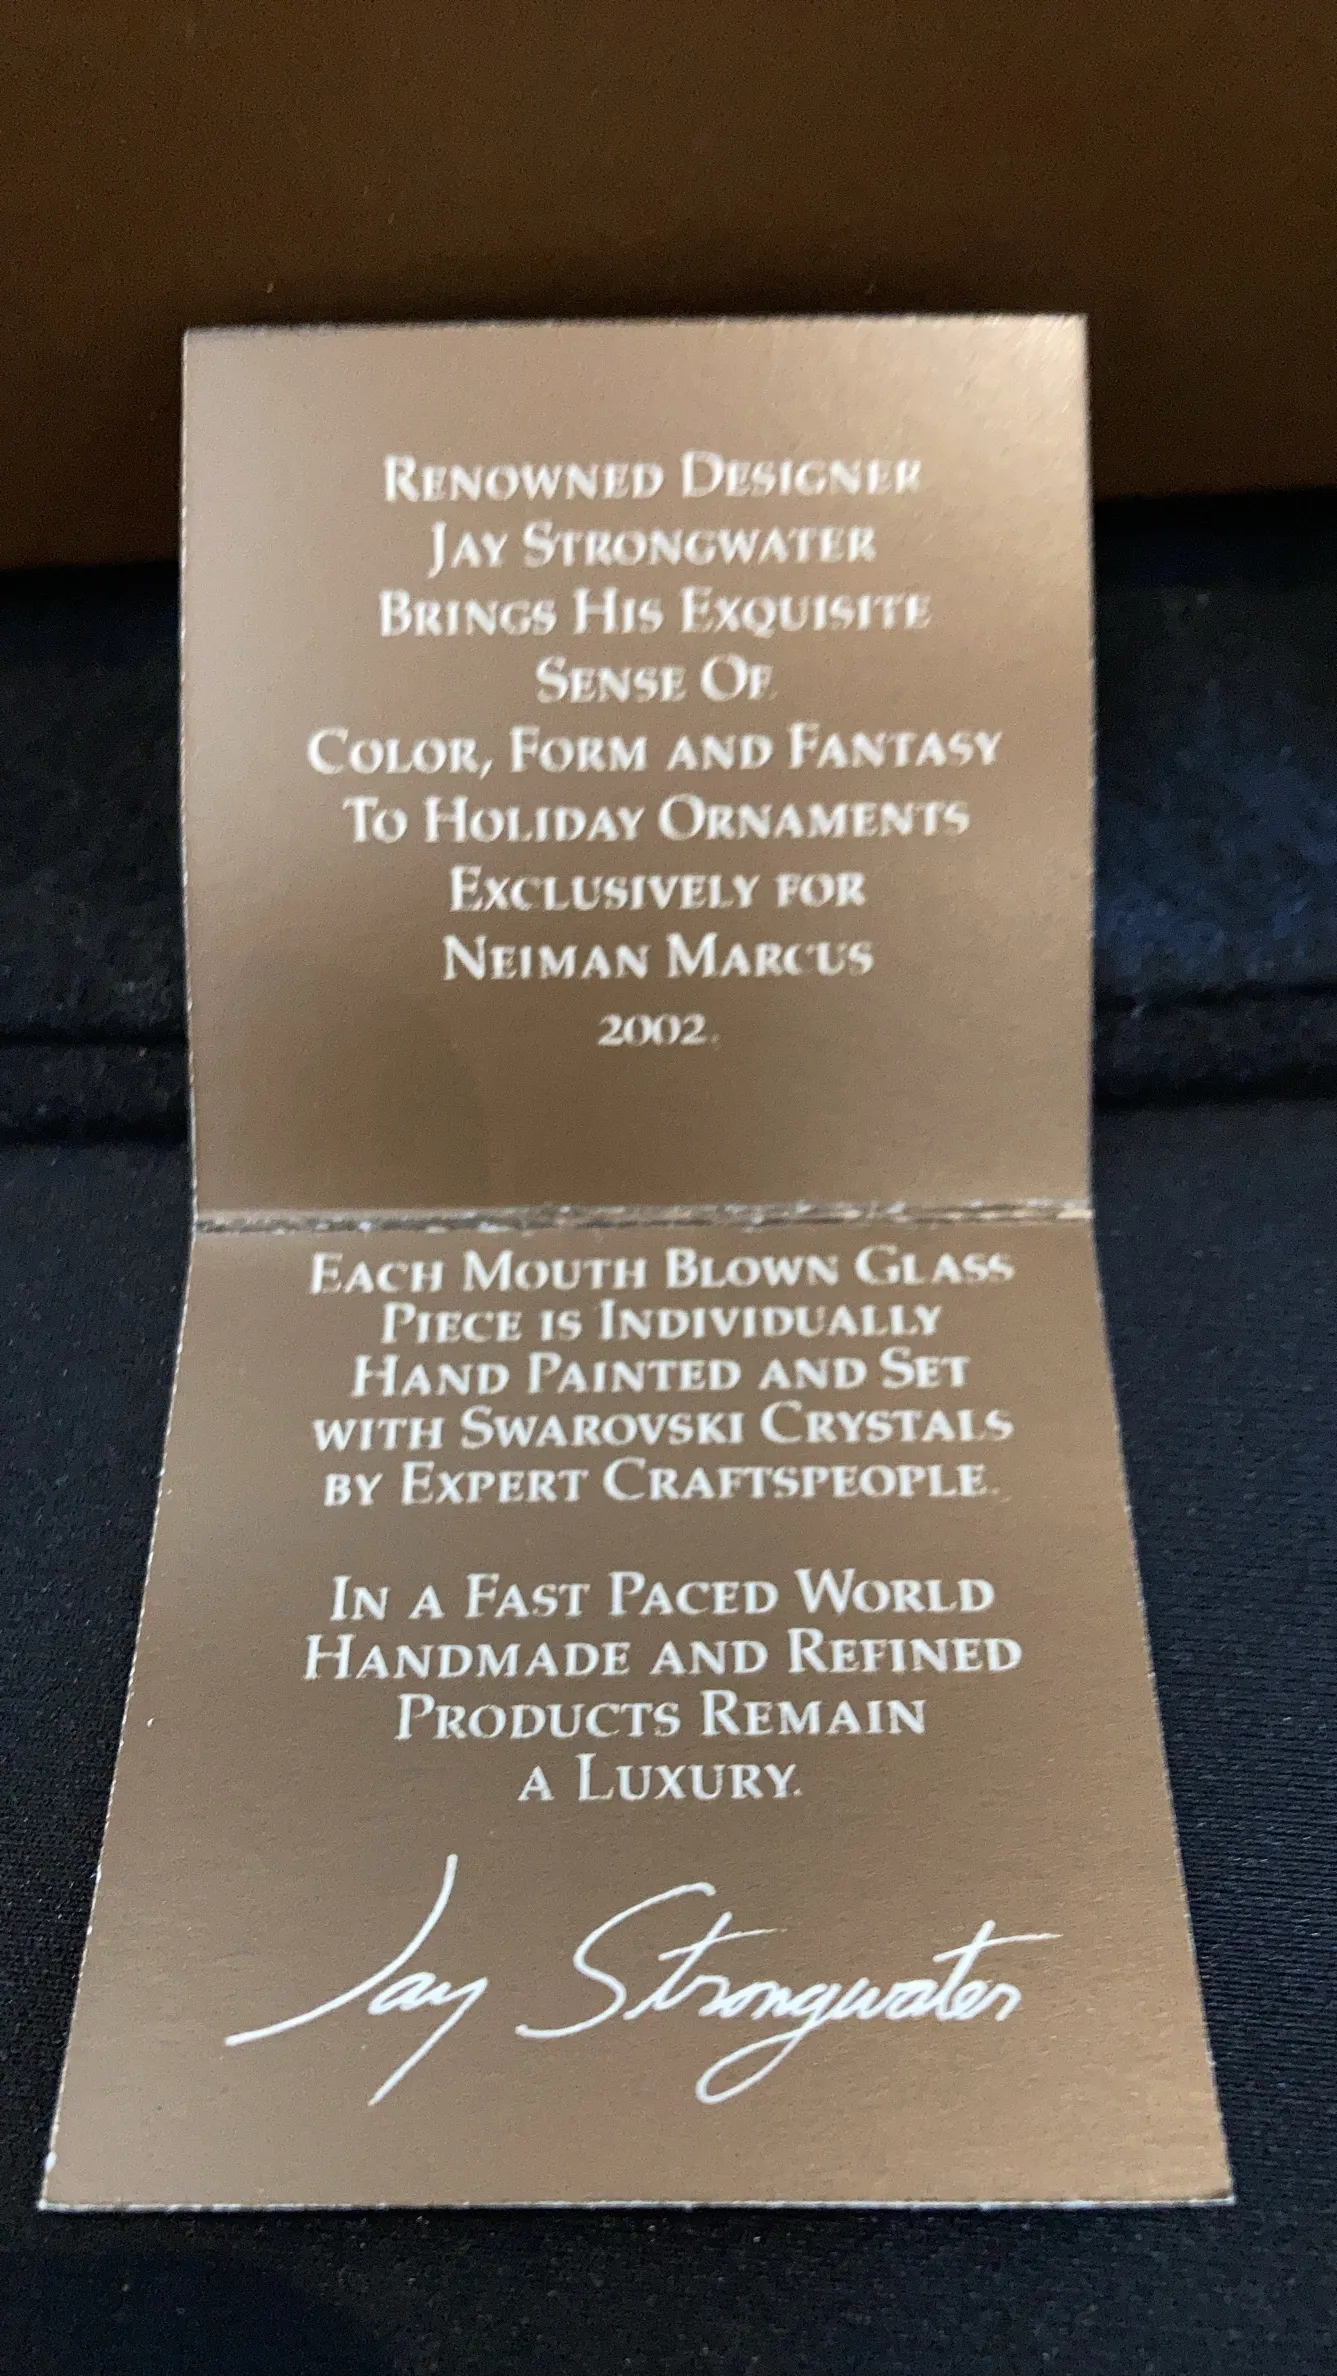 Renowned Designer
Jay Strongwater
Brings His Exquisite
Sense Of
Color, Form and Fantasy
To Holiday Ornaments
Exclusively for
Neiman Marcus
2002.
Each Mouth Blown Glass
Piece is Individually
Hand Painted and Set
with Swarovski Crystals
by Expert Craftspeople.
In a Fast Paced World
Handmade and Refined
Products Remain
a Luxury.
Jay Strongwater